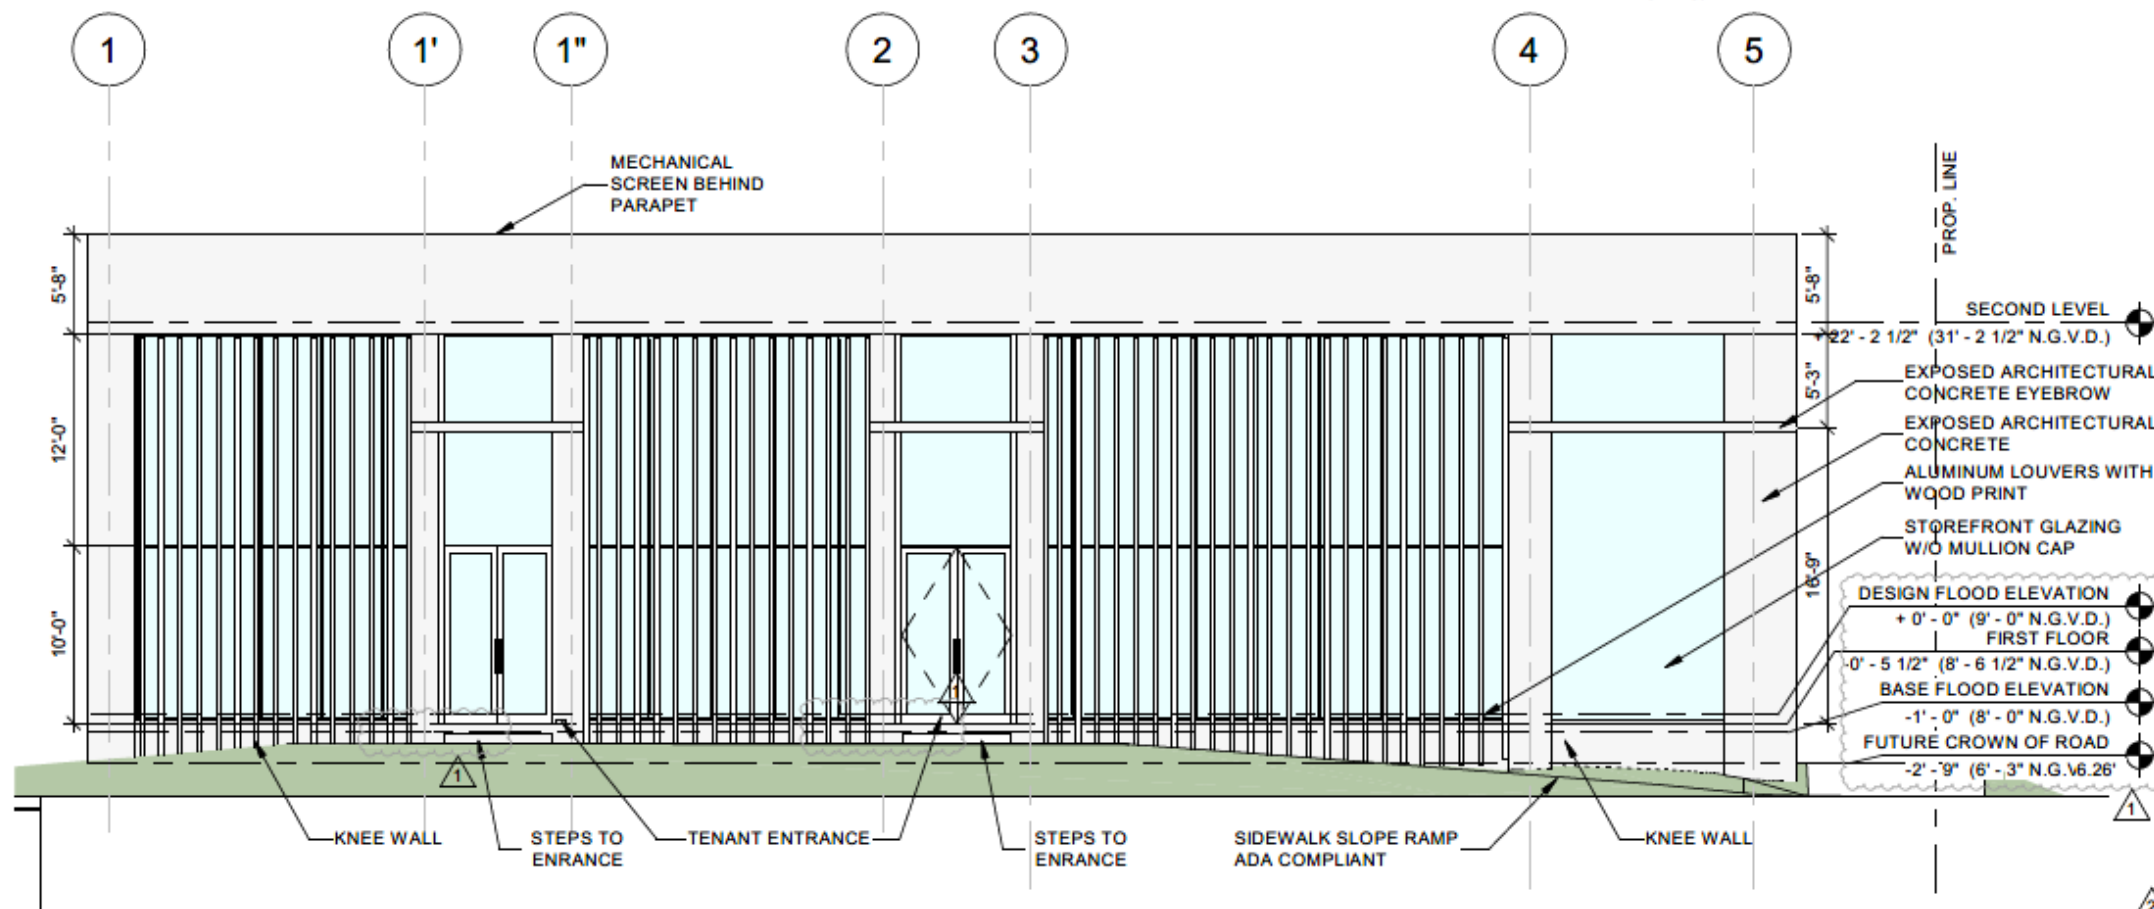 1
1'
1"
2
3
4
5
MECHANICAL
SCREEN BEHIND
PARAPET
PROP. LINE
5'-8"
12'-0"
10'-0"
5'-8"
5'-3"
16'-9"
SECOND LEVEL
+ 22' - 2 1/2" (31' - 2 1/2" N.G.V.D.)
EXPOSED ARCHITECTURAL
CONCRETE EYEBROW
EXPOSED ARCHITECTURAL
CONCRETE
ALUMINUM LOUVERS WITH
WOOD PRINT
STOREFRONT GLAZING
W/O MULLION CAP
DESIGN FLOOD ELEVATION
+ 0' - 0" (9' - 0" N.G.V.D.)
FIRST FLOOR
-0' - 5 1/2" (8' - 6 1/2" N.G.V.D.)
BASE FLOOD ELEVATION
-1' - 0" (8' - 0" N.G.V.D.)
FUTURE CROWN OF ROAD
-2' - 9" (6' - 3" N.G.V6.26'
1
1
1
KNEE WALL
STEPS TO
ENRANCE
TENANT ENTRANCE
STEPS TO
ENRANCE
SIDEWALK SLOPE RAMP
ADA COMPLIANT
KNEE WALL